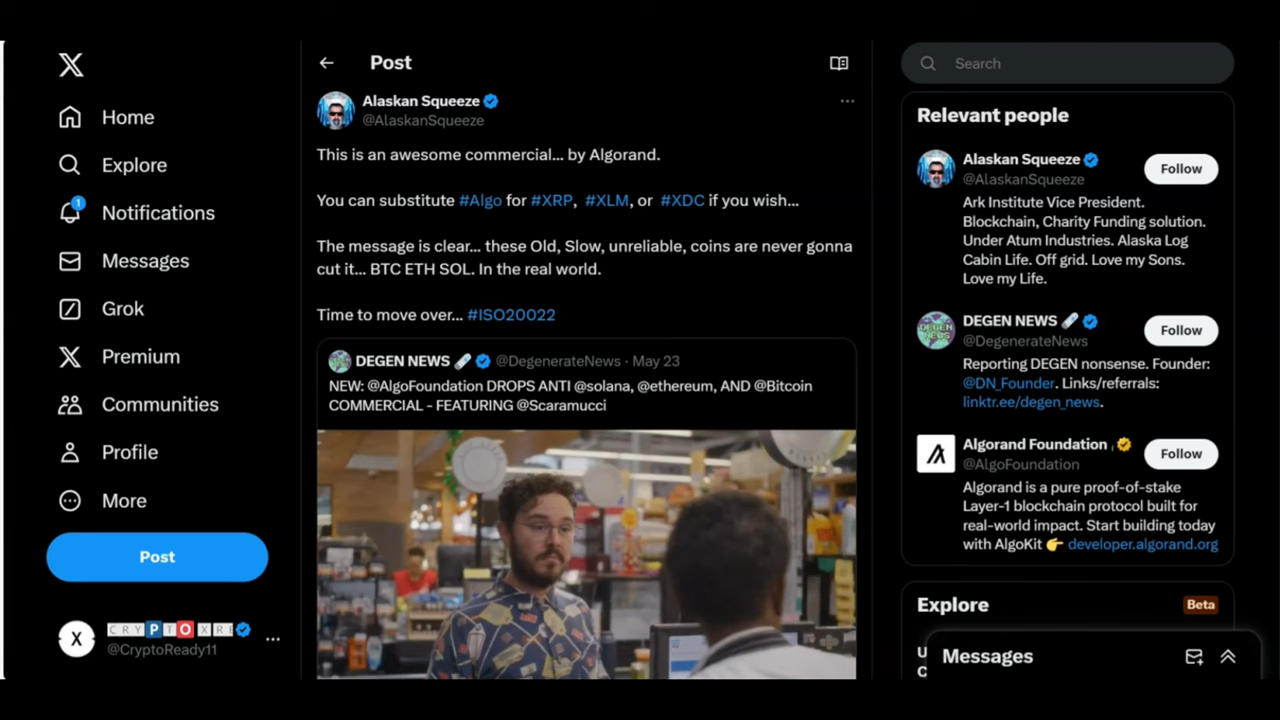 Home
Explore
1
Notifications
Messages
Grok
Premium
Communities
Profile
More
Post
X
CRYPTOXRE
@CryptoReady11
Post
Alaskan Squeeze
@AlaskanSqueeze
This is an awesome commercial... by Algorand.
You can substitute #Algo for #XRP, #XLM, or #XDC if you wish...
The message is clear... these Old, Slow, unreliable, coins are never gonna
cut it... BTC ETH SOL. In the real world.
Time to move over... #ISO20022
DEGEN NEWS @DegenerateNews · May 23
NEW: @AlgoFoundation DROPS ANTI @solana, @ethereum, AND @Bitcoin
COMMERCIAL - FEATURING @Scaramucci
Search
Relevant people
Alaskan Squeeze
@AlaskanSqueeze
Follow
Ark Institute Vice President.
Blockchain, Charity Funding solution.
Under Atum Industries. Alaska Log
Cabin Life. Off grid. Love my Sons.
Love my Life.
DEGEN NEWS
@DegenerateNews
Follow
Reporting DEGEN nonsense. Founder:
@DN_Founder. Links/referrals:
linktr.ee/degen_news.
Algorand Foundation
@AlgoFoundation
Follow
Algorand is a pure proof-of-stake
Layer-1 blockchain protocol built for
real-world impact. Start building today
with AlgoKit 👉 developer.algorand.org
Explore
Beta
Messages